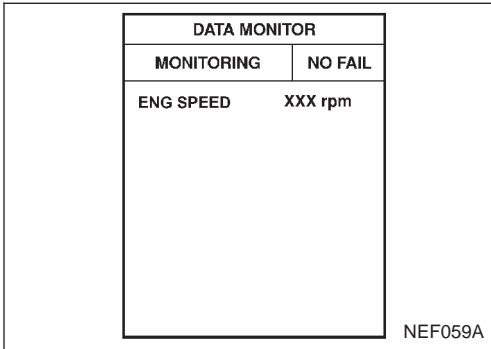 DATA MONITOR
MONITORING NO FAIL
ENG SPEED XXX rpm
NEF059A